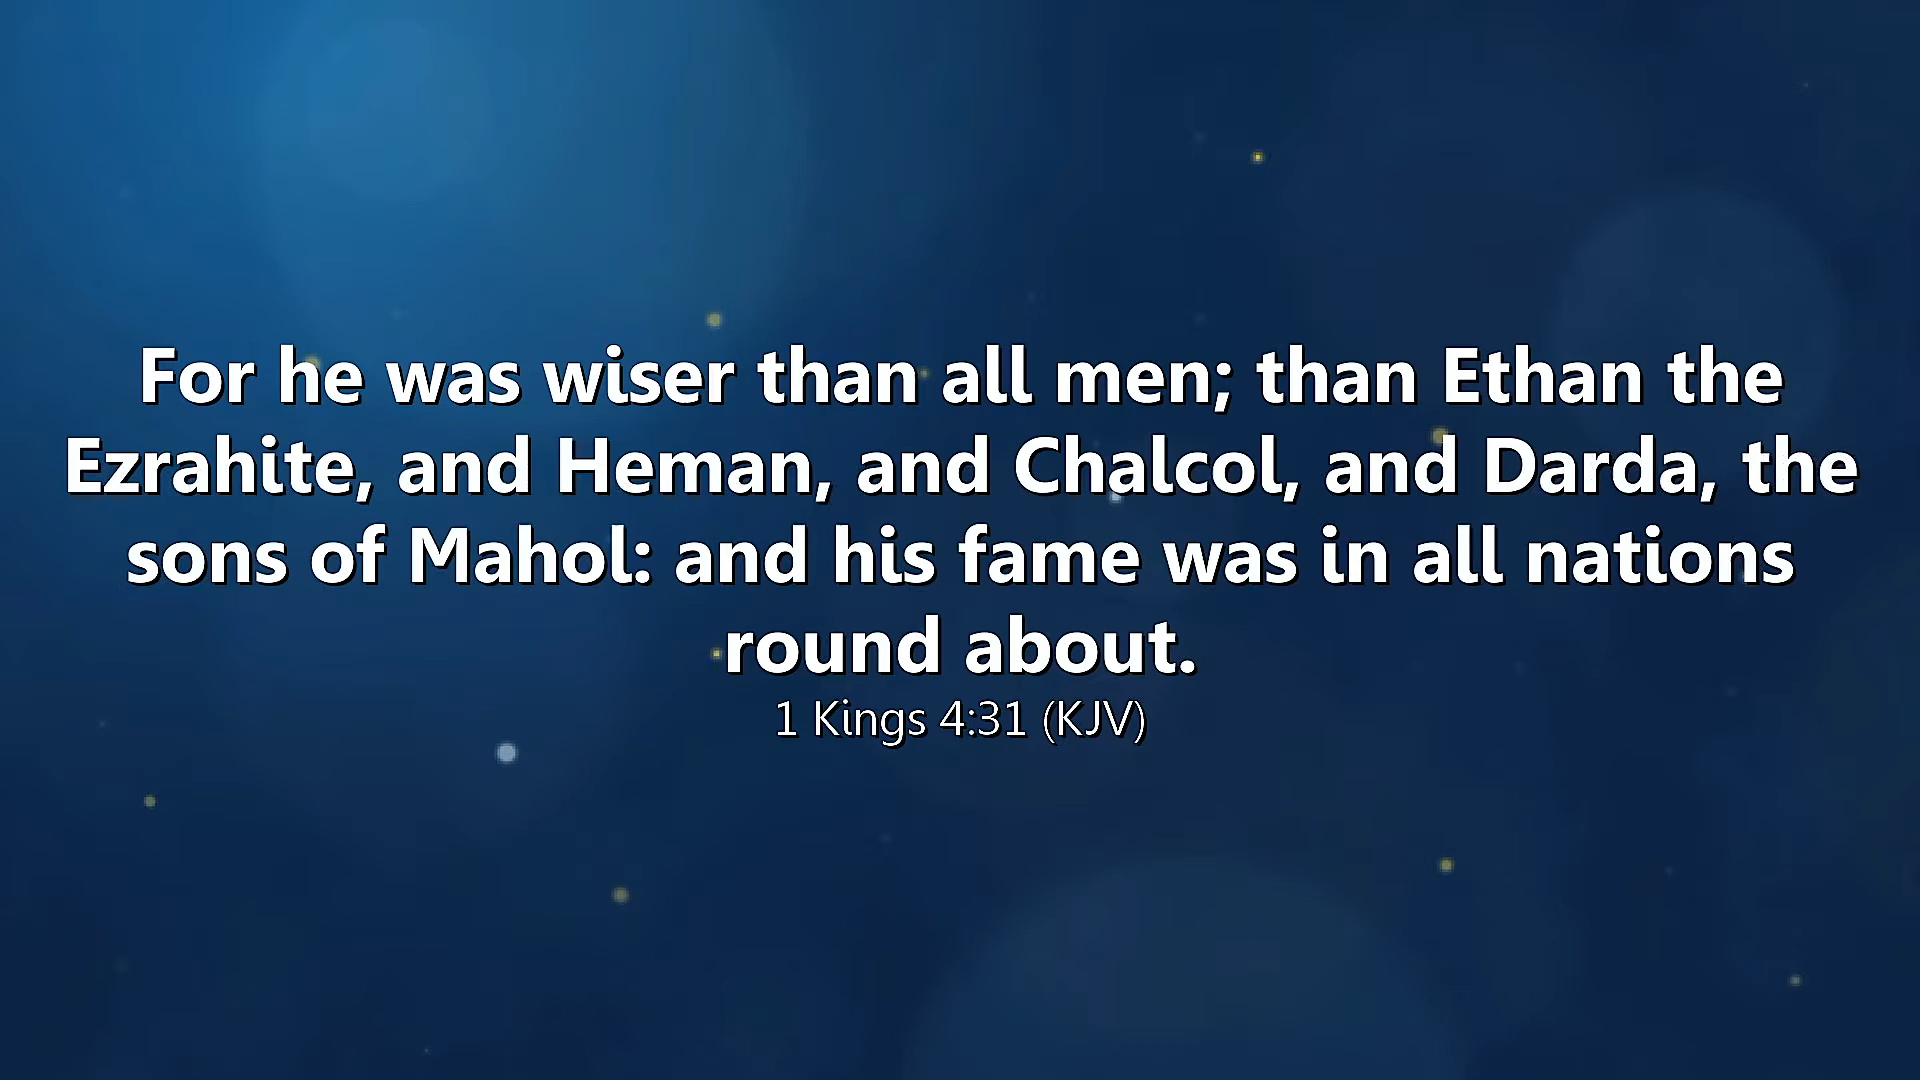 For he was wiser than all men; than Ethan the
Ezrahite, and Heman, and Chalcol, and Darda, the
sons of Mahol: and his fame was in all nations
round about.
1 Kings 4:31 (KJV)